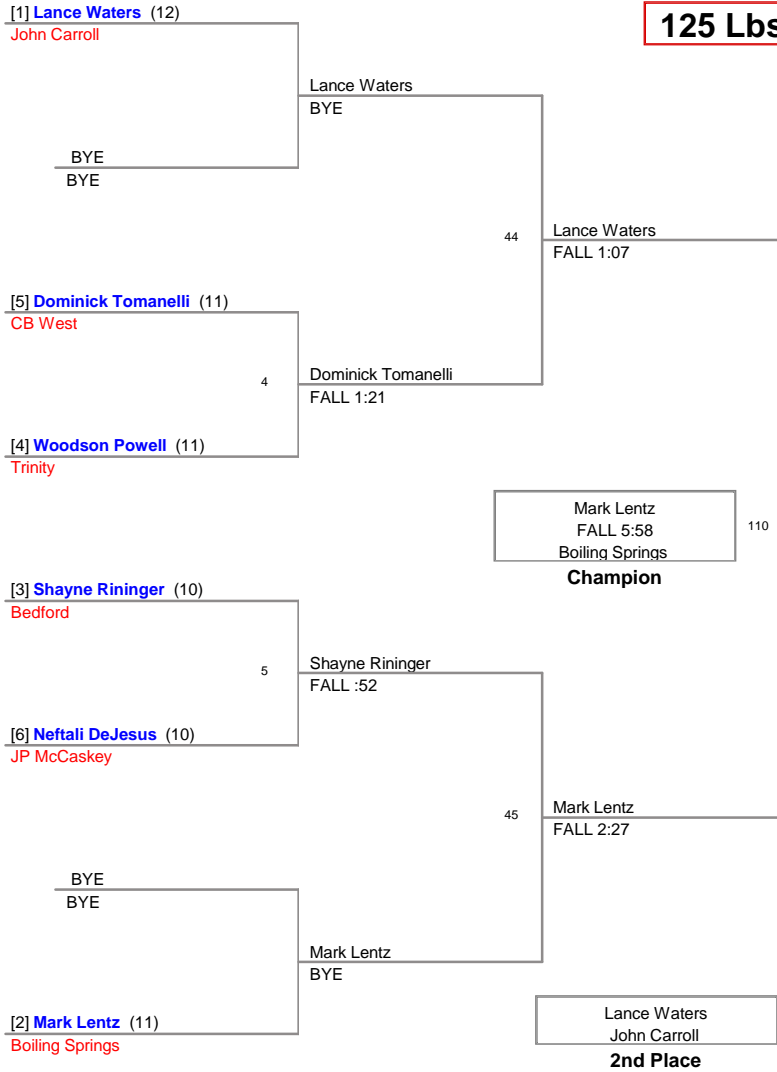 [1] Lance Waters (12)
John Carroll
125 Lbs
Lance Waters
BYE
BYE
BYE
44
Lance Waters
FALL 1:07
[5] Dominick Tomanelli (11)
CB West
4
Dominick Tomanelli
FALL 1:21
[4] Woodson Powell (11)
Trinity
Mark Lentz
FALL 5:58
Boiling Springs
110
Champion
[3] Shayne Rininger (10)
Bedford
5
Shayne Rininger
FALL :52
[6] Neftali DeJesus (10)
JP McCaskey
45
Mark Lentz
FALL 2:27
BYE
BYE
Mark Lentz
BYE
[2] Mark Lentz (11)
Boiling Springs
Lance Waters
John Carroll
2nd Place